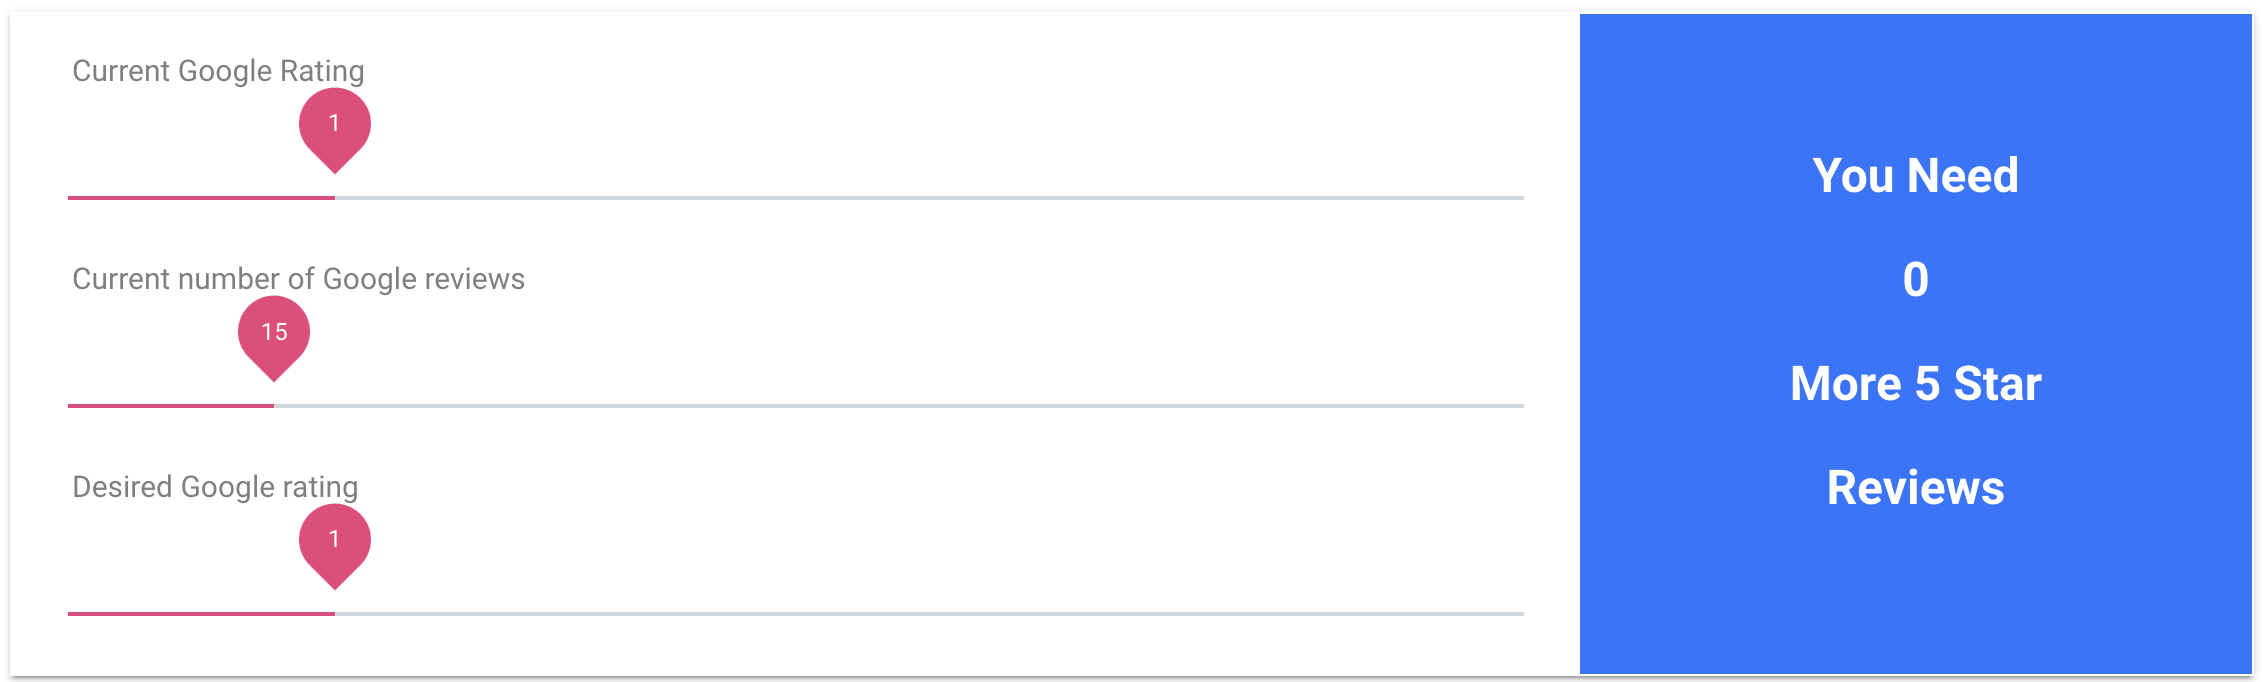 Current Google Rating
1
Current number of Google reviews
15
Desired Google rating
1
You Need
0
More 5 Star
Reviews